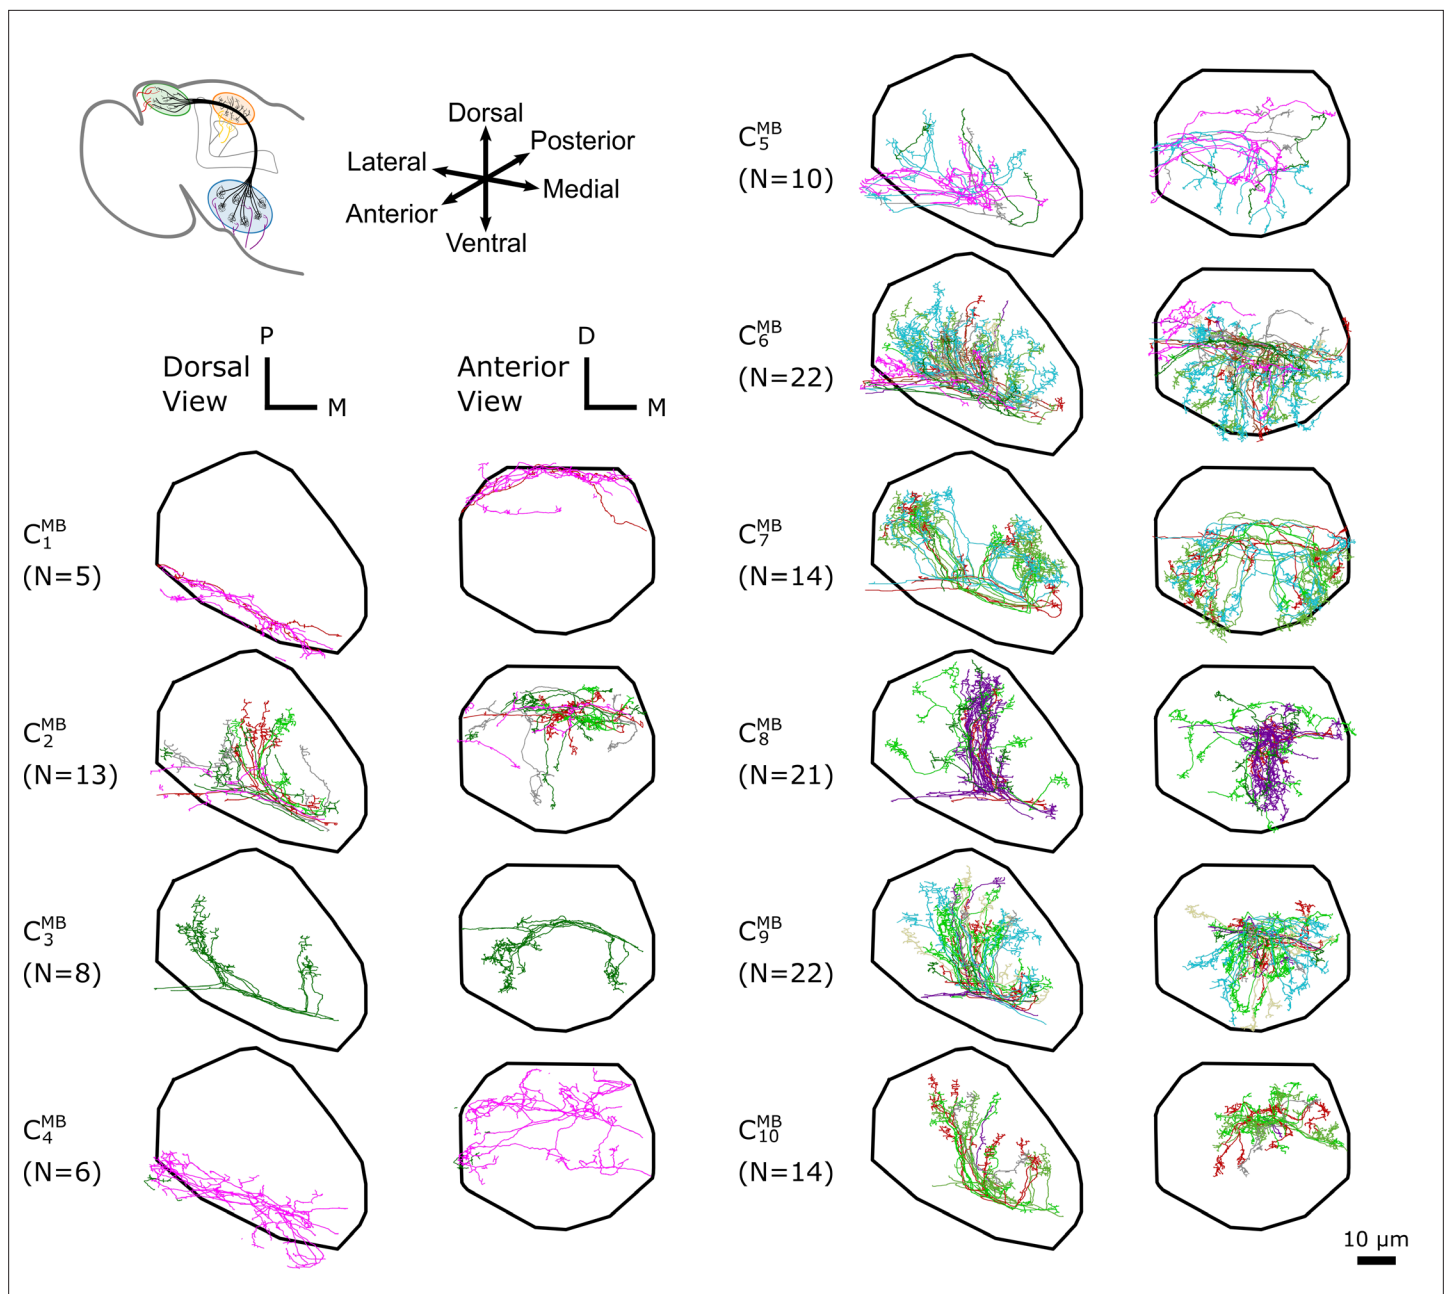 Dorsal
Posterior
Lateral
Medial
Anterior
Ventral
P
Dorsal
View
M
D
Anterior
View
M
C₁ᴹᴮ
(N=5)
C₂ᴹᴮ
(N=13)
C₃ᴹᴮ
(N=8)
C₄ᴹᴮ
(N=6)
C₅ᴹᴮ
(N=10)
C₆ᴹᴮ
(N=22)
C₇ᴹᴮ
(N=14)
C₈ᴹᴮ
(N=21)
C₉ᴹᴮ
(N=22)
C₁₀ᴹᴮ
(N=14)
10 µm